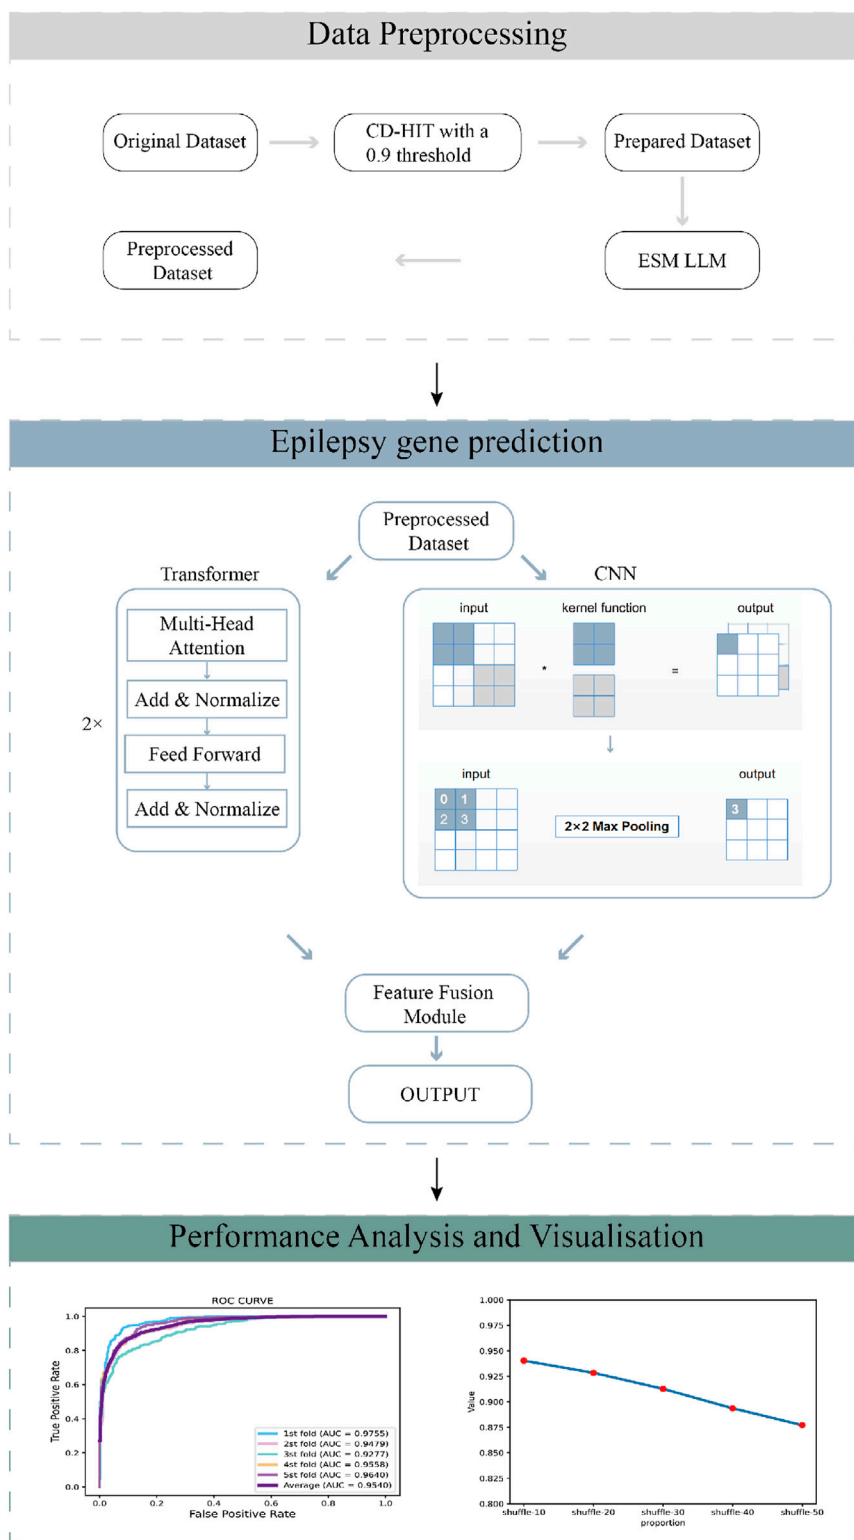 Data Preprocessing
Original Dataset
CD-HIT with a
0.9 threshold
Prepared Dataset
Preprocessed
Dataset
ESM LLM
Epilepsy gene prediction
Preprocessed
Dataset
Transformer
2×
Multi-Head
Attention
Add & Normalize
Feed Forward
Add & Normalize
CNN
input
kernel function
output
*
=
input
output
0 1
2 3
2×2 Max Pooling
3
Feature Fusion
Module
OUTPUT
Performance Analysis and Visualisation
ROC CURVE
True Positive Rate
1.0
0.8
0.6
0.4
0.2
0.0
1st fold (AUC = 0.9755)
2st fold (AUC = 0.9479)
3st fold (AUC = 0.9277)
4st fold (AUC = 0.9558)
5st fold (AUC = 0.9640)
Average (AUC = 0.9540)
0.0 0.2 0.4 0.6 0.8 1.0
False Positive Rate
Value
1.000
0.975
0.950
0.925
0.900
0.875
0.850
0.825
0.800
shuffle-10 shuffle-20 shuffle-30 shuffle-40 shuffle-50
proportion